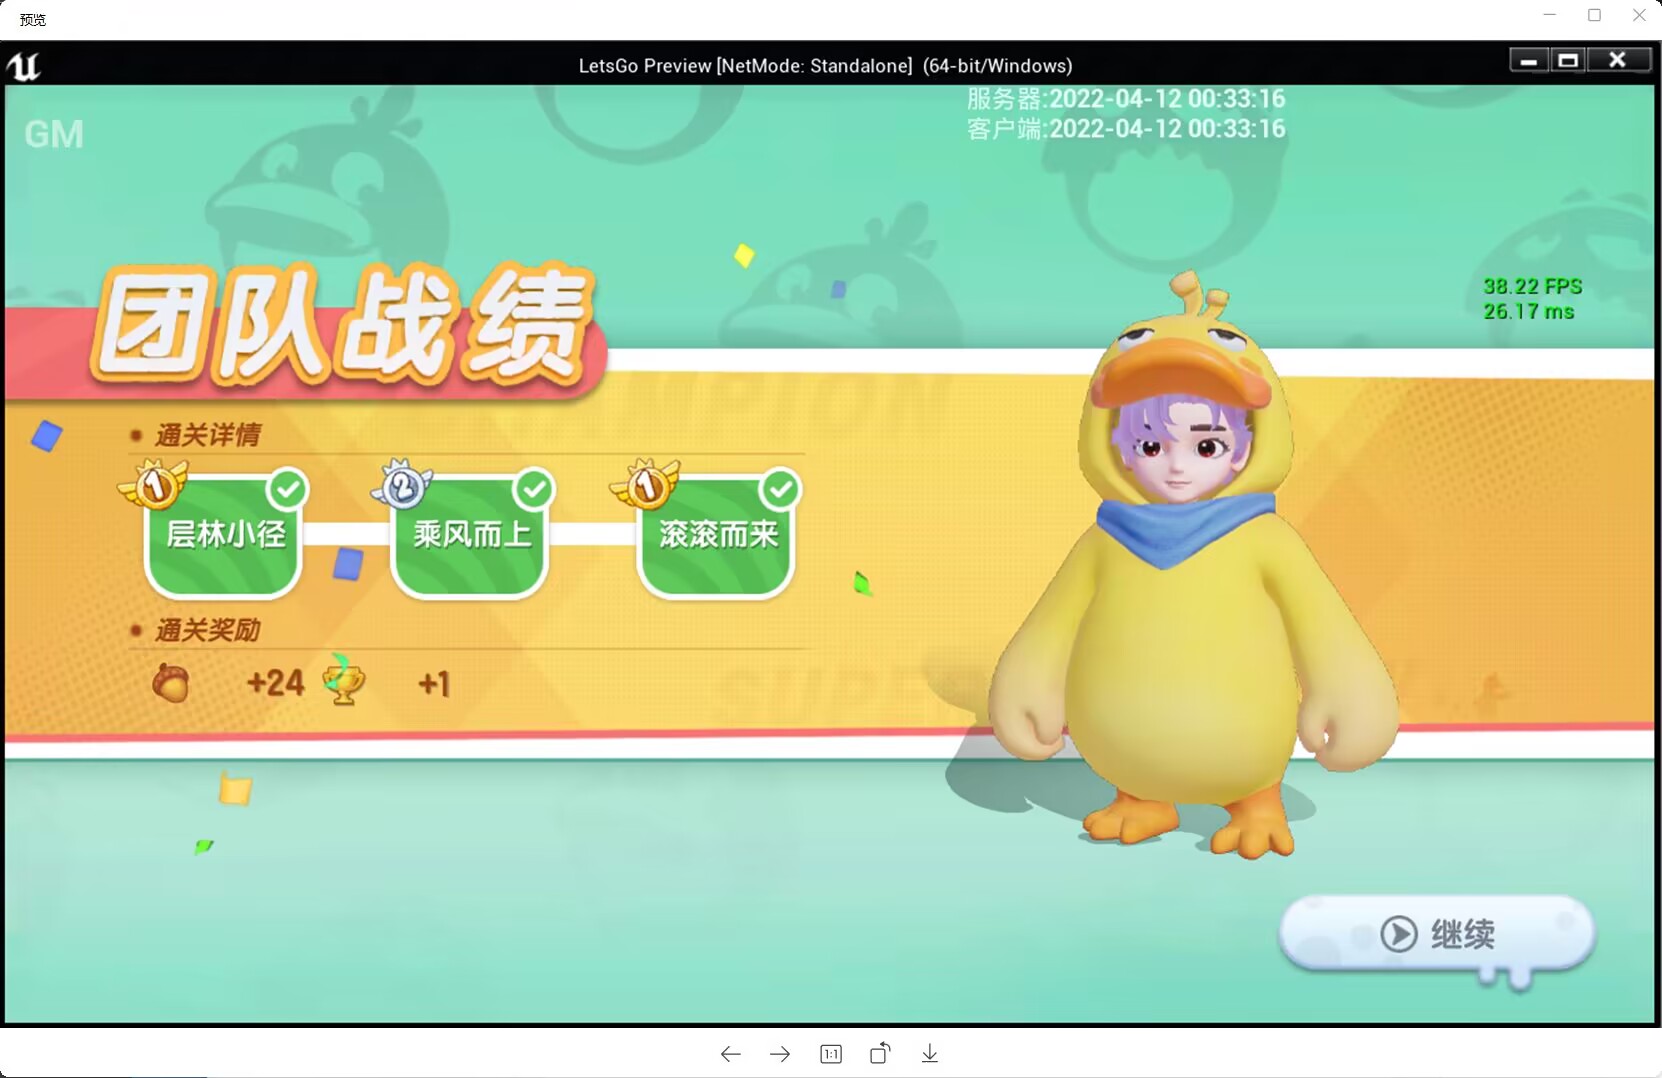 预览
LetsGo Preview [NetMode: Standalone] (64-bit/Windows)
服务器:2022-04-12 00:33:16
客户端:2022-04-12 00:33:16
GM
38.22 FPS
26.17 ms
团队战绩
通关详情
1 2 1
层林小径 乘风而上 滚滚而来
通关奖励
+24 +1
继续
1:1